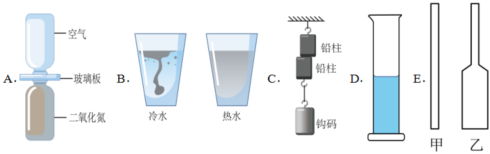 A.
空气
玻璃板
二氧化氮
B.
冷水
热水
C.
铅柱
铅柱
钩码
D.
E.
甲
乙